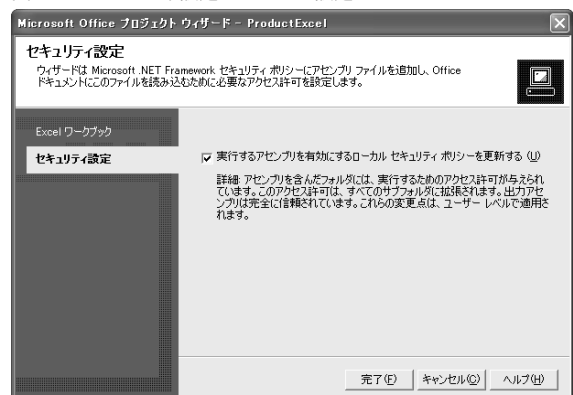 Microsoft Office プロジェクト ウィザード - ProductExcel
セキュリティ設定
ウィザードは Microsoft .NET Framework セキュリティ ポリシーにアセンブリ ファイルを追加し、Office
ドキュメントにこのファイルを読み込むために必要なアクセス許可を設定します。
Excel ワークブック
セキュリティ設定
実行するアセンブリを有効にするローカル セキュリティ ポリシーを更新する (U)
詳細: アセンブリを含んだフォルダには、実行するためのアクセス許可が与えられ
ています。このアクセス許可は、すべてのサブフォルダに拡張されます。出力アセ
ンブリは完全に信頼されています。これらの変更点は、ユーザー レベルで適用さ
れます。
完了(F)
キャンセル(C)
ヘルプ(H)